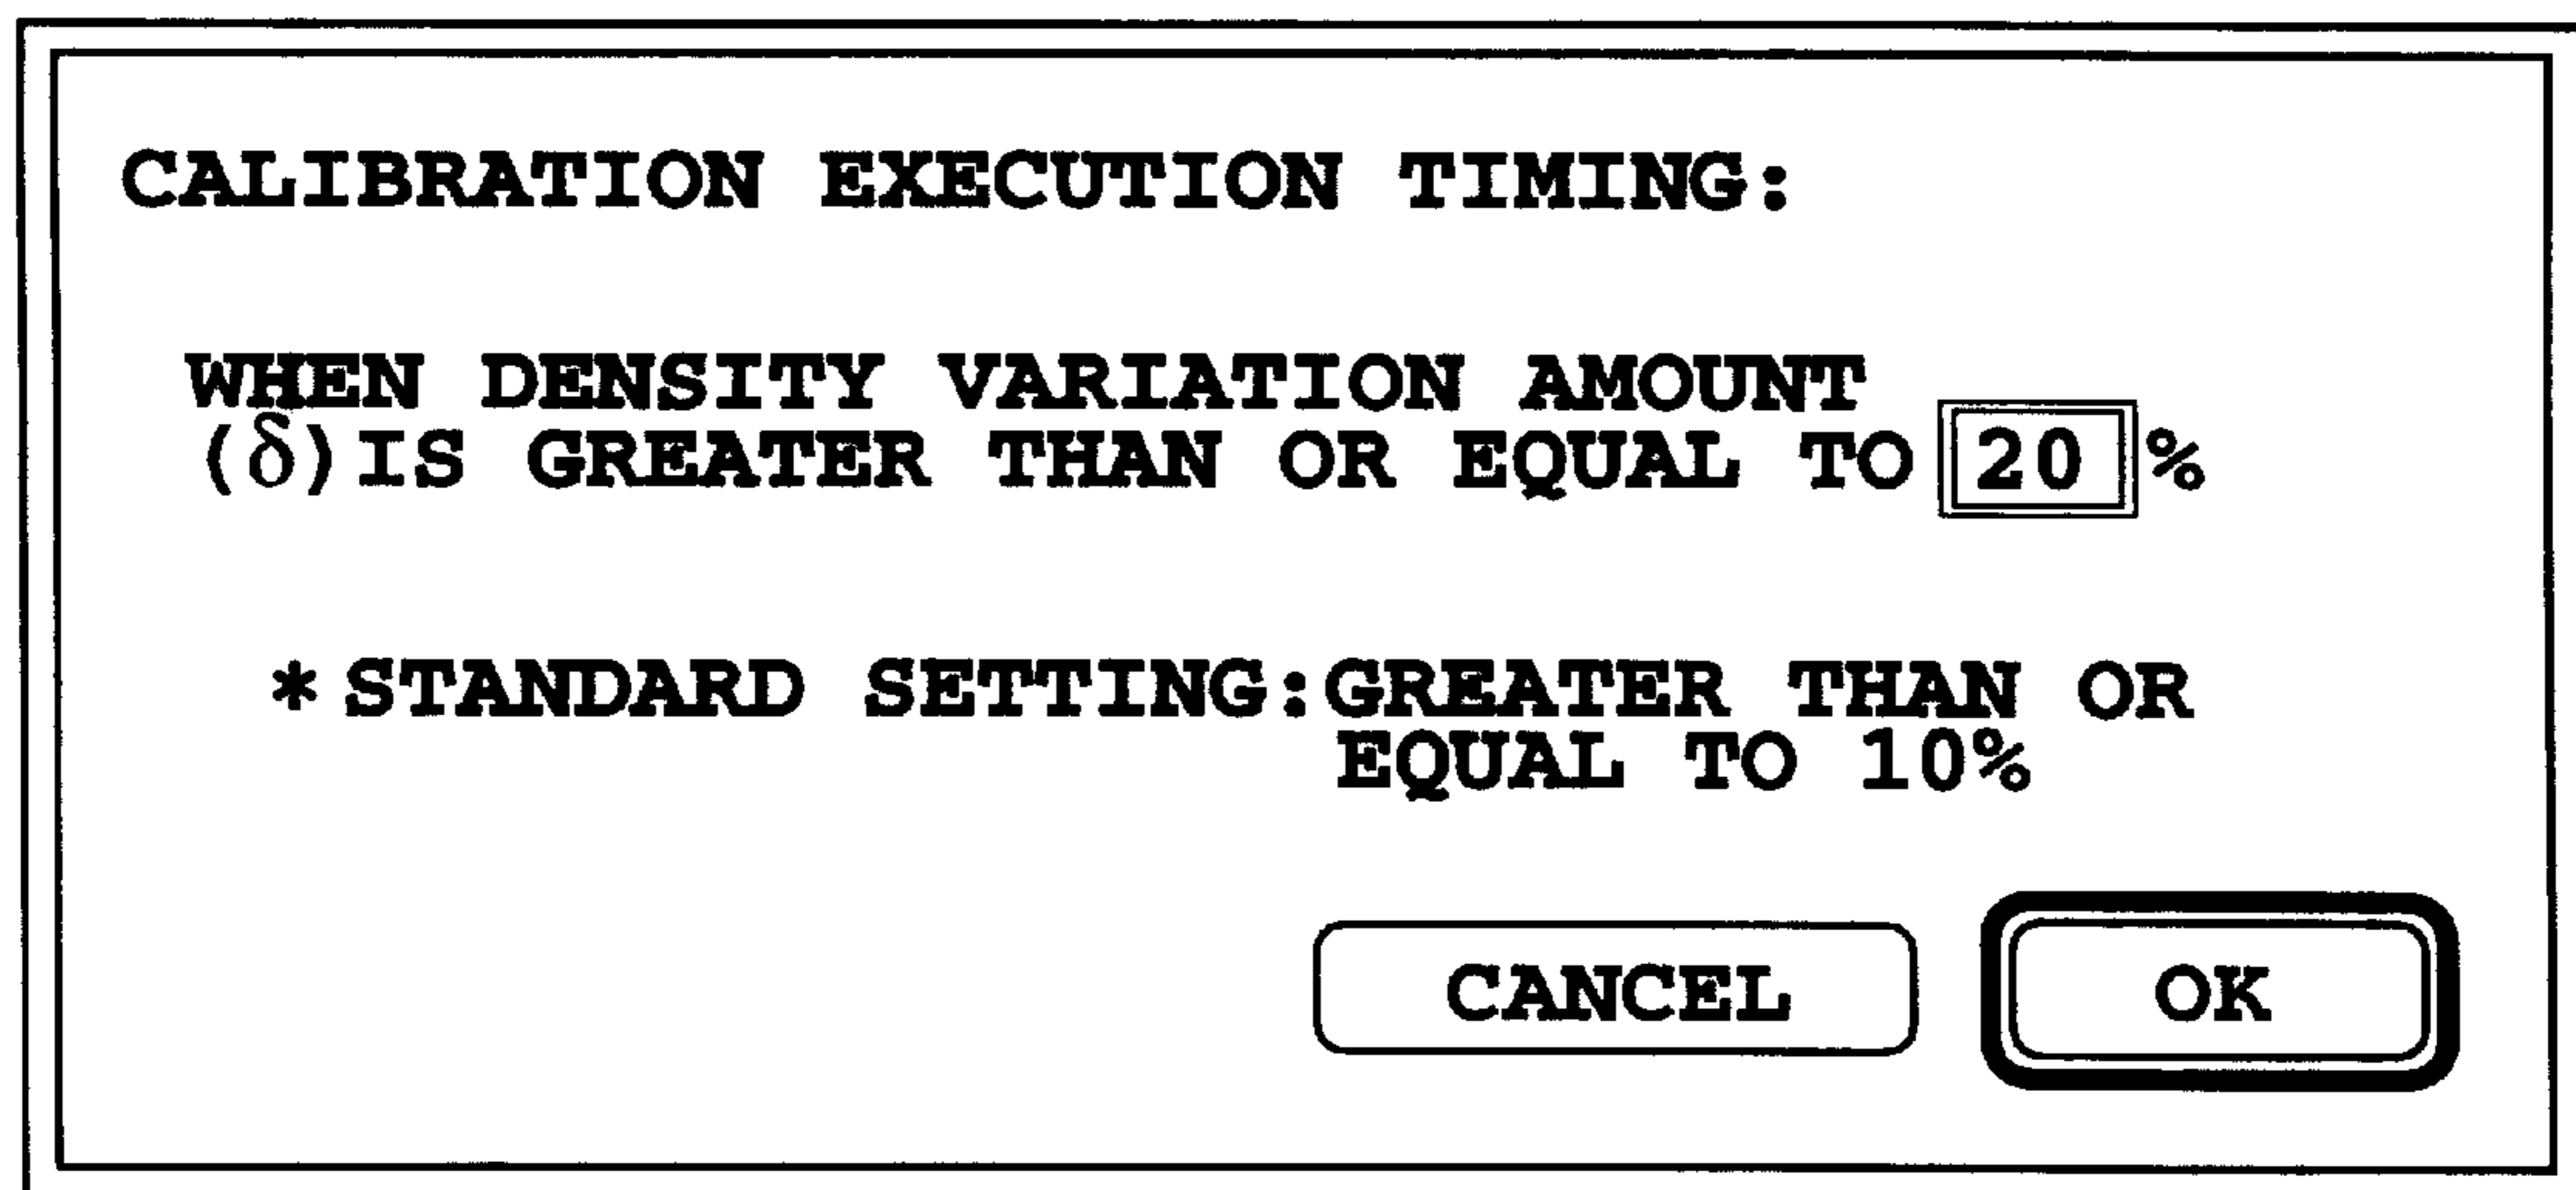 CALIBRATION EXECUTION TIMING:
WHEN DENSITY VARIATION AMOUNT
(δ) IS GREATER THAN OR EQUAL TO 20 %
* STANDARD SETTING: GREATER THAN OR
EQUAL TO 10%
CANCEL OK